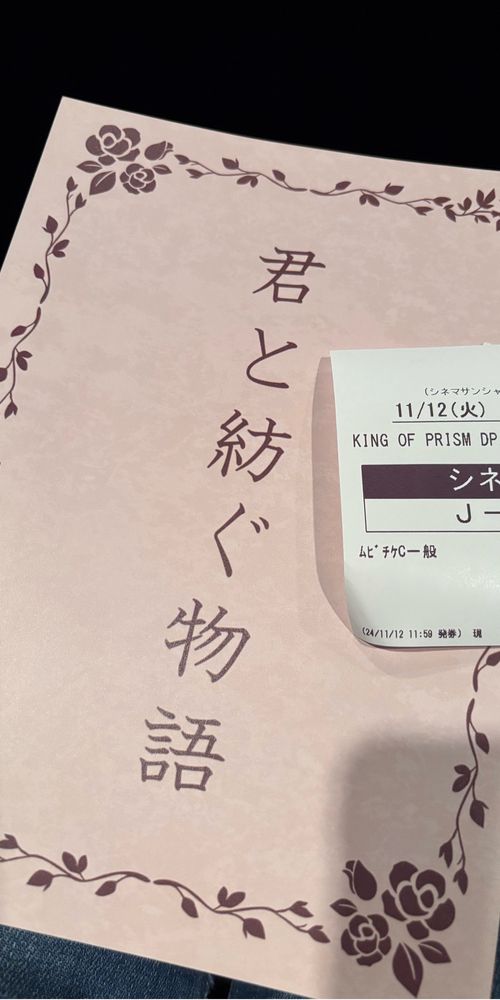 君と紡ぐ物語
(シネマサンシャ
11/12(火)
KING OF PRISM DP
シネ
J-
ﾑﾋﾞﾁｹC一般
(24/11/12 11:59 発券) 現